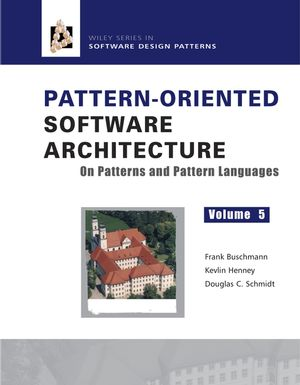 WILEY SERIES IN
SOFTWARE DESIGN PATTERNS
PATTERN-ORIENTED
SOFTWARE
ARCHITECTURE
On Patterns and Pattern Languages
Volume 5
Frank Buschmann
Kevlin Henney
Douglas C. Schmidt